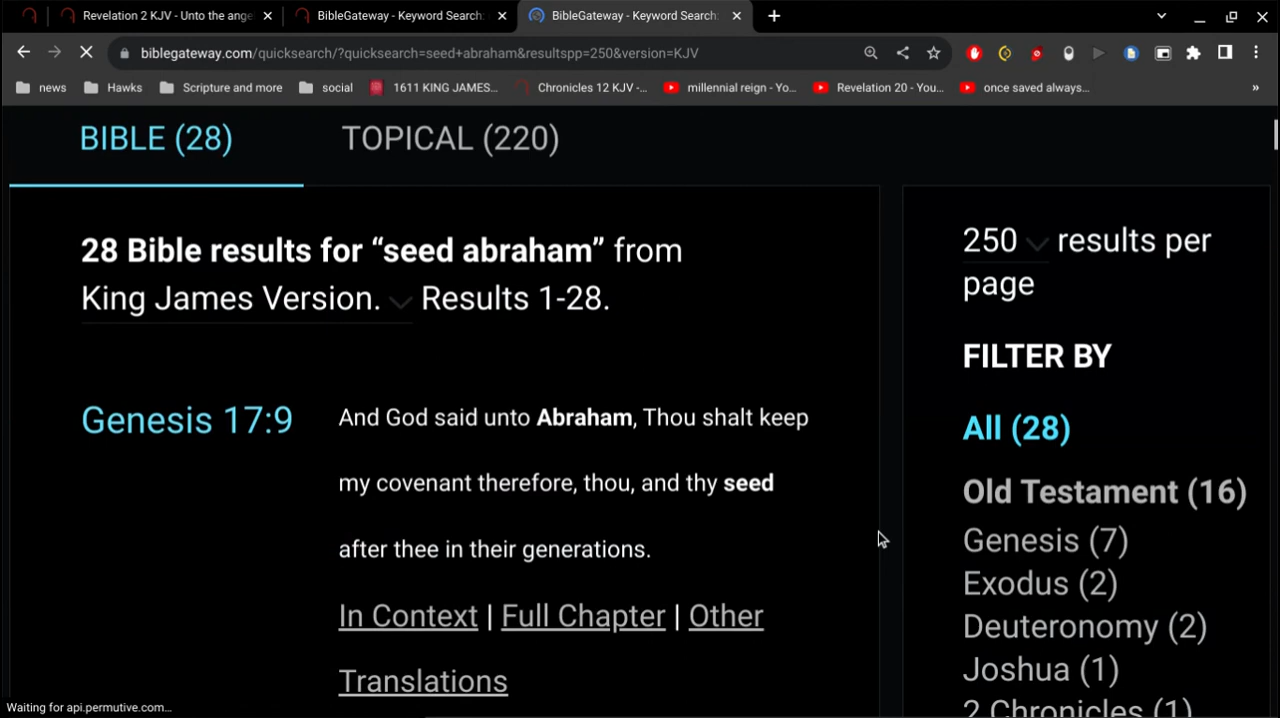 Revelation 2 KJV - Unto the ange
BibleGateway - Keyword Search:
BibleGateway - Keyword Search:
biblegateway.com/quicksearch/?quicksearch=seed+abraham&resultspp=250&version=KJV
news
Hawks
Scripture and more
social
1611 KING JAMES...
Chronicles 12 KJV -...
millennial reign - Yo...
Revelation 20 - You...
once saved always...
»
BIBLE (28)
TOPICAL (220)
28 Bible results for “seed abraham” from
King James Version. Results 1-28.
Genesis 17:9
And God said unto Abraham, Thou shalt keep
my covenant therefore, thou, and thy seed
after thee in their generations.
In Context | Full Chapter | Other
Translations
250 results per
page
FILTER BY
All (28)
Old Testament (16)
Genesis (7)
Exodus (2)
Deuteronomy (2)
Joshua (1)
2 Chronicles (1)
Waiting for api.permutive.com...